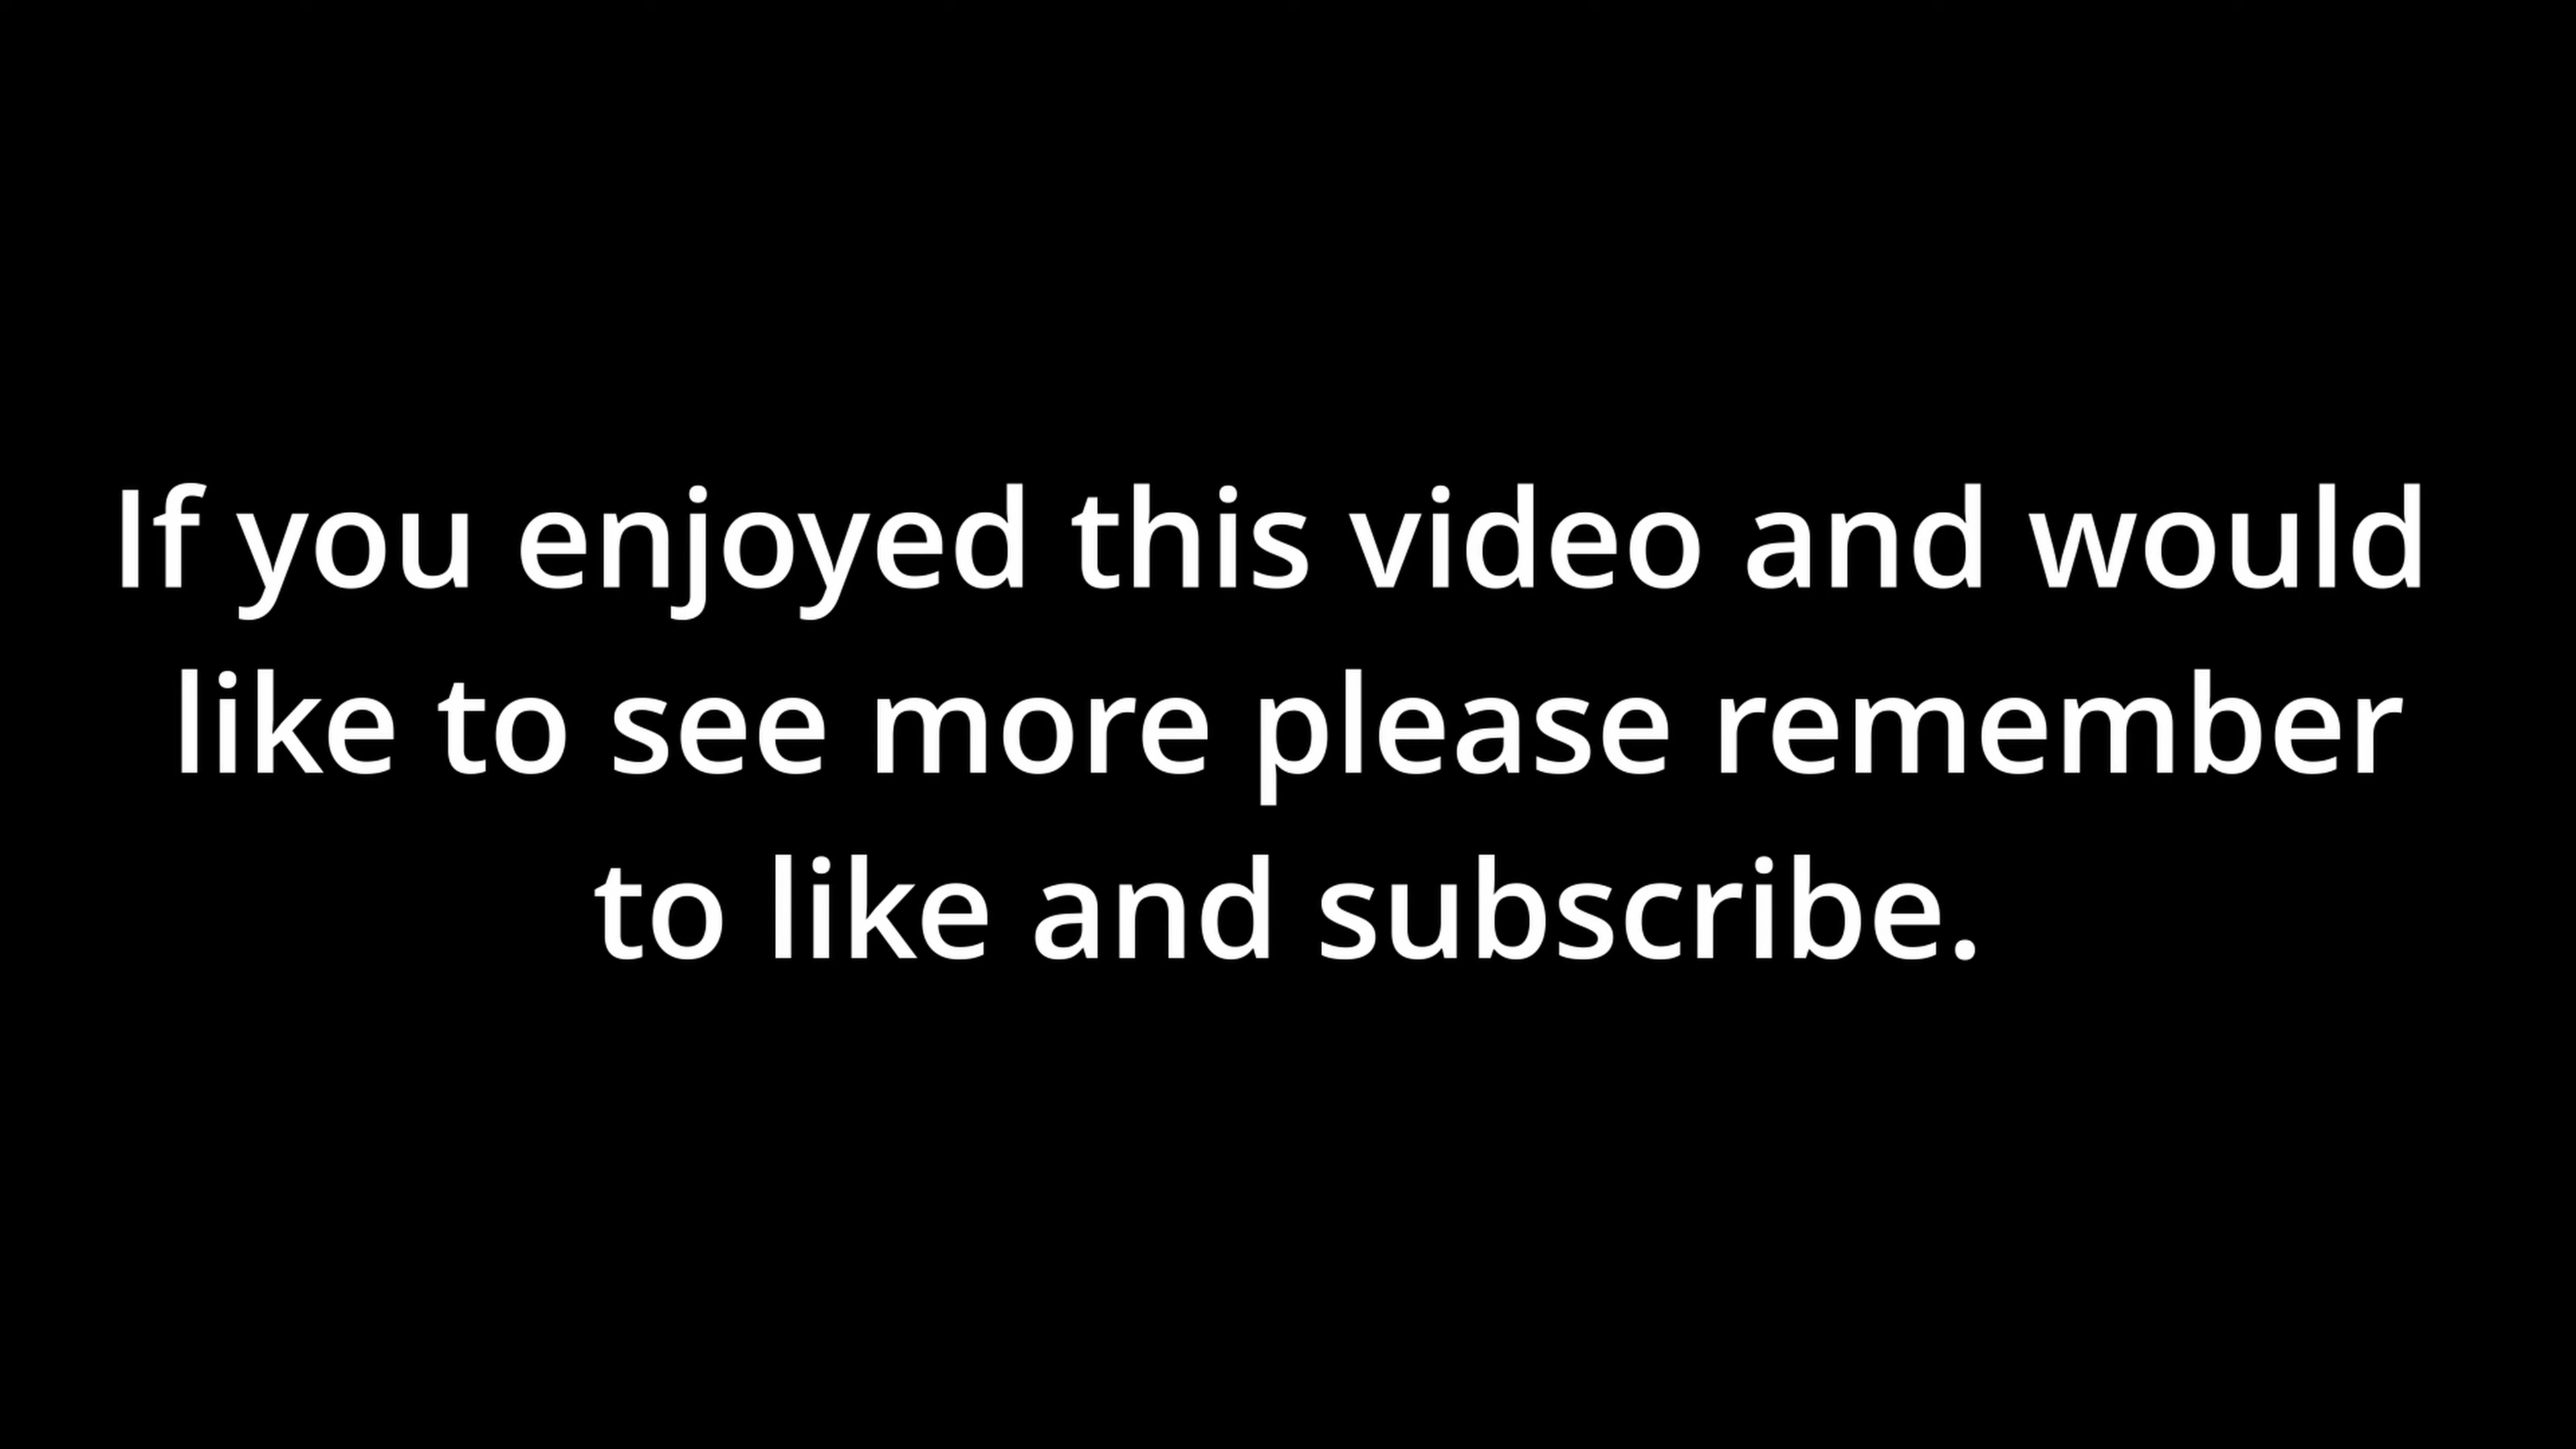 If you enjoyed this video and would
like to see more please remember
to like and subscribe.